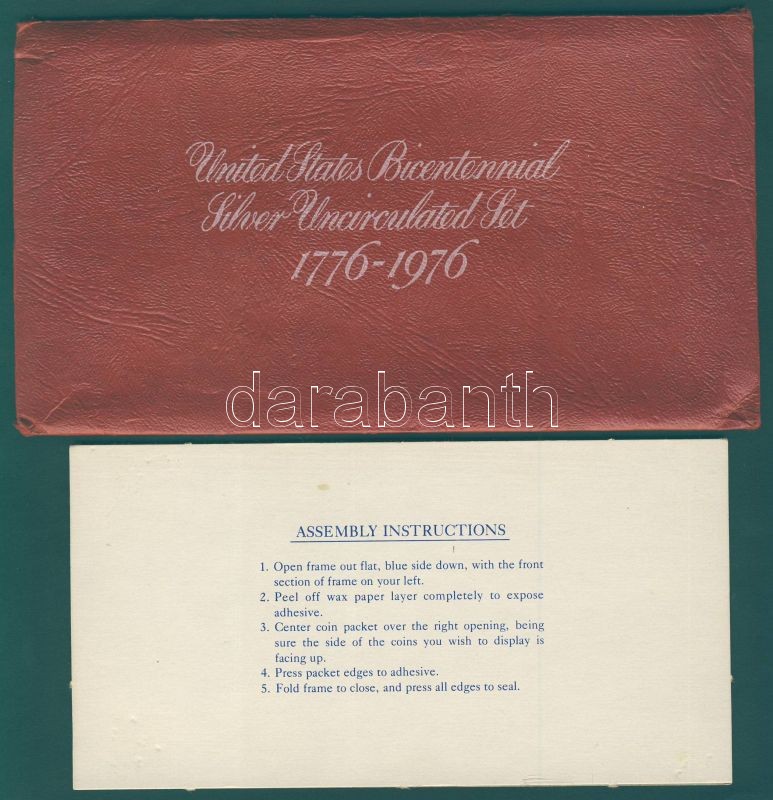 United States Bicentennial
Silver Uncirculated Set
1776-1976
darabanth
ASSEMBLY INSTRUCTIONS
1. Open frame out flat, blue side down, with the front
section of frame on your left.
2. Peel off wax paper layer completely to expose
adhesive.
3. Center coin packet over the right opening, being
sure the side of the coins you wish to display is
facing up.
4. Press packet edges to adhesive.
5. Fold frame to close, and press all edges to seal.